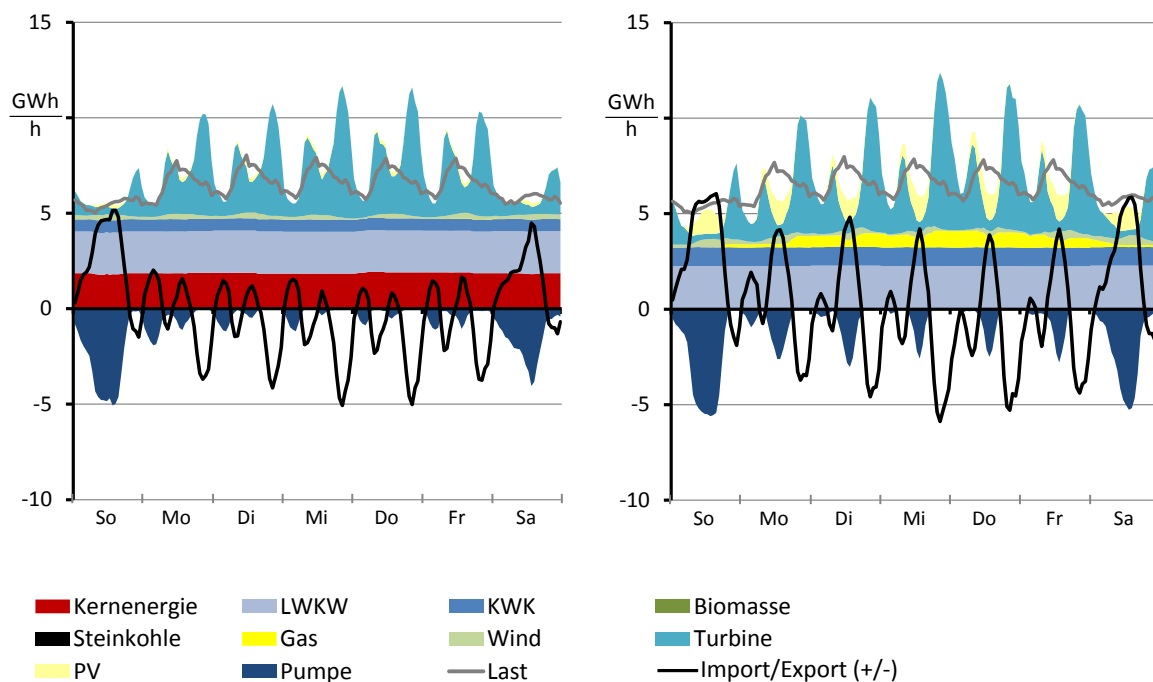 15
GWh
h
5
0
-5
-10
So Mo Di Mi Do Fr Sa
15
GWh
h
5
0
-5
-10
So Mo Di Mi Do Fr Sa
Kernenergie LWKW KWK Biomasse
Steinkohle Gas Wind Turbine
PV Pumpe Last Import/Export (+/-)